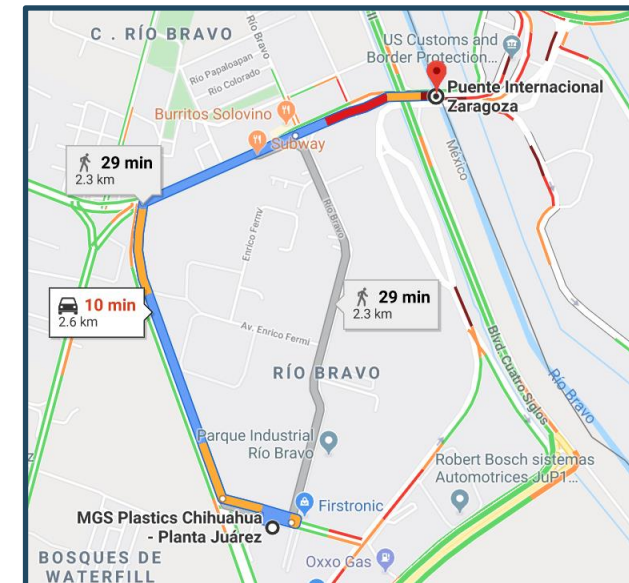 C. RÍO BRAVO
Río Bravo
US Customs and
Border Protection...
Río Papaloapan
Río Colorado
Burritos Solovino
Puente Internacional
Zaragoza
Subway
México
29 min
2.3 km
Río Bravo
Enrico Fermi
10 min
2.6 km
29 min
2.3 km
Av. Enrico Fermi
Blvd. Cuatro Siglos
RÍO BRAVO
Río Bravo
Parque Industrial
Río Bravo
Robert Bosch sistemas
Automotrices JuP1...
z
Firstronic
MGS Plastics Chihuahua
- Planta Juárez
Oxxo Gas
BOSQUES DE
WATERFILL